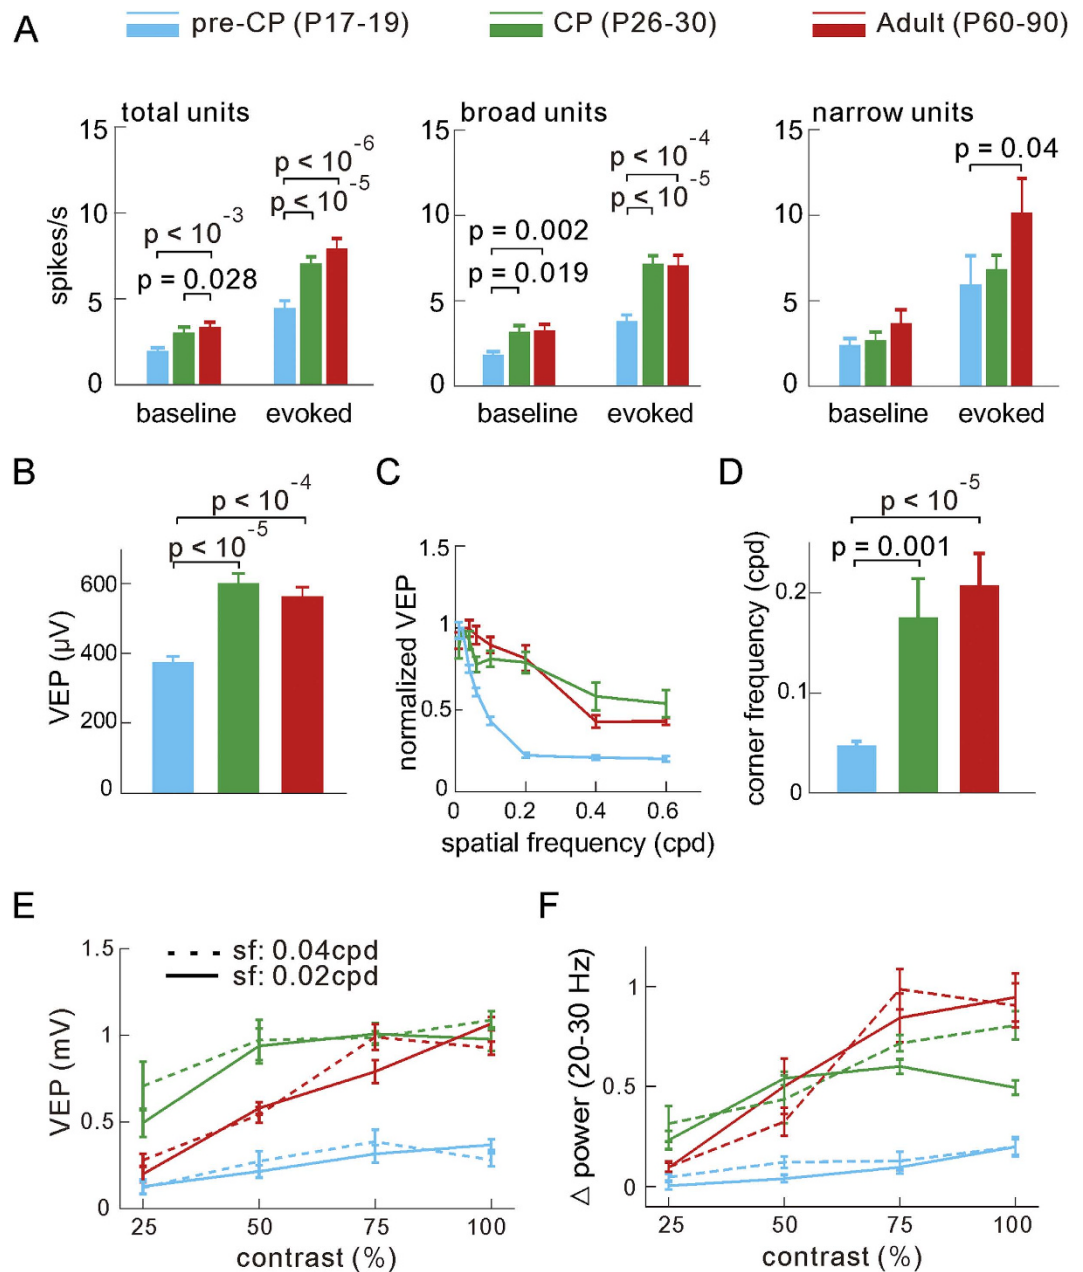 A
pre-CP (P17-19) CP (P26-30) Adult (P60-90)
total units
broad units
narrow units
spikes/s
15
10
5
0
p < 10^-6
p < 10^-5
p < 10^-3
p = 0.028
baseline evoked
15
10
5
0
p < 10^-4
p < 10^-5
p = 0.002
p = 0.019
baseline evoked
15
10
5
0
p = 0.04
baseline evoked
B
p < 10^-4
p < 10^-5
VEP (μV)
600
400
200
0
C
normalized VEP
1.5
1
0.5
0
0 0.2 0.4 0.6
spatial frequency (cpd)
D
p < 10^-5
p = 0.001
corner frequency (cpd)
0.2
0.1
0
E
sf: 0.04cpd
sf: 0.02cpd
VEP (mV)
1.5
1
0.5
0
25 50 75 100
contrast (%)
F
Δ power (20-30 Hz)
1
0.5
0
25 50 75 100
contrast (%)